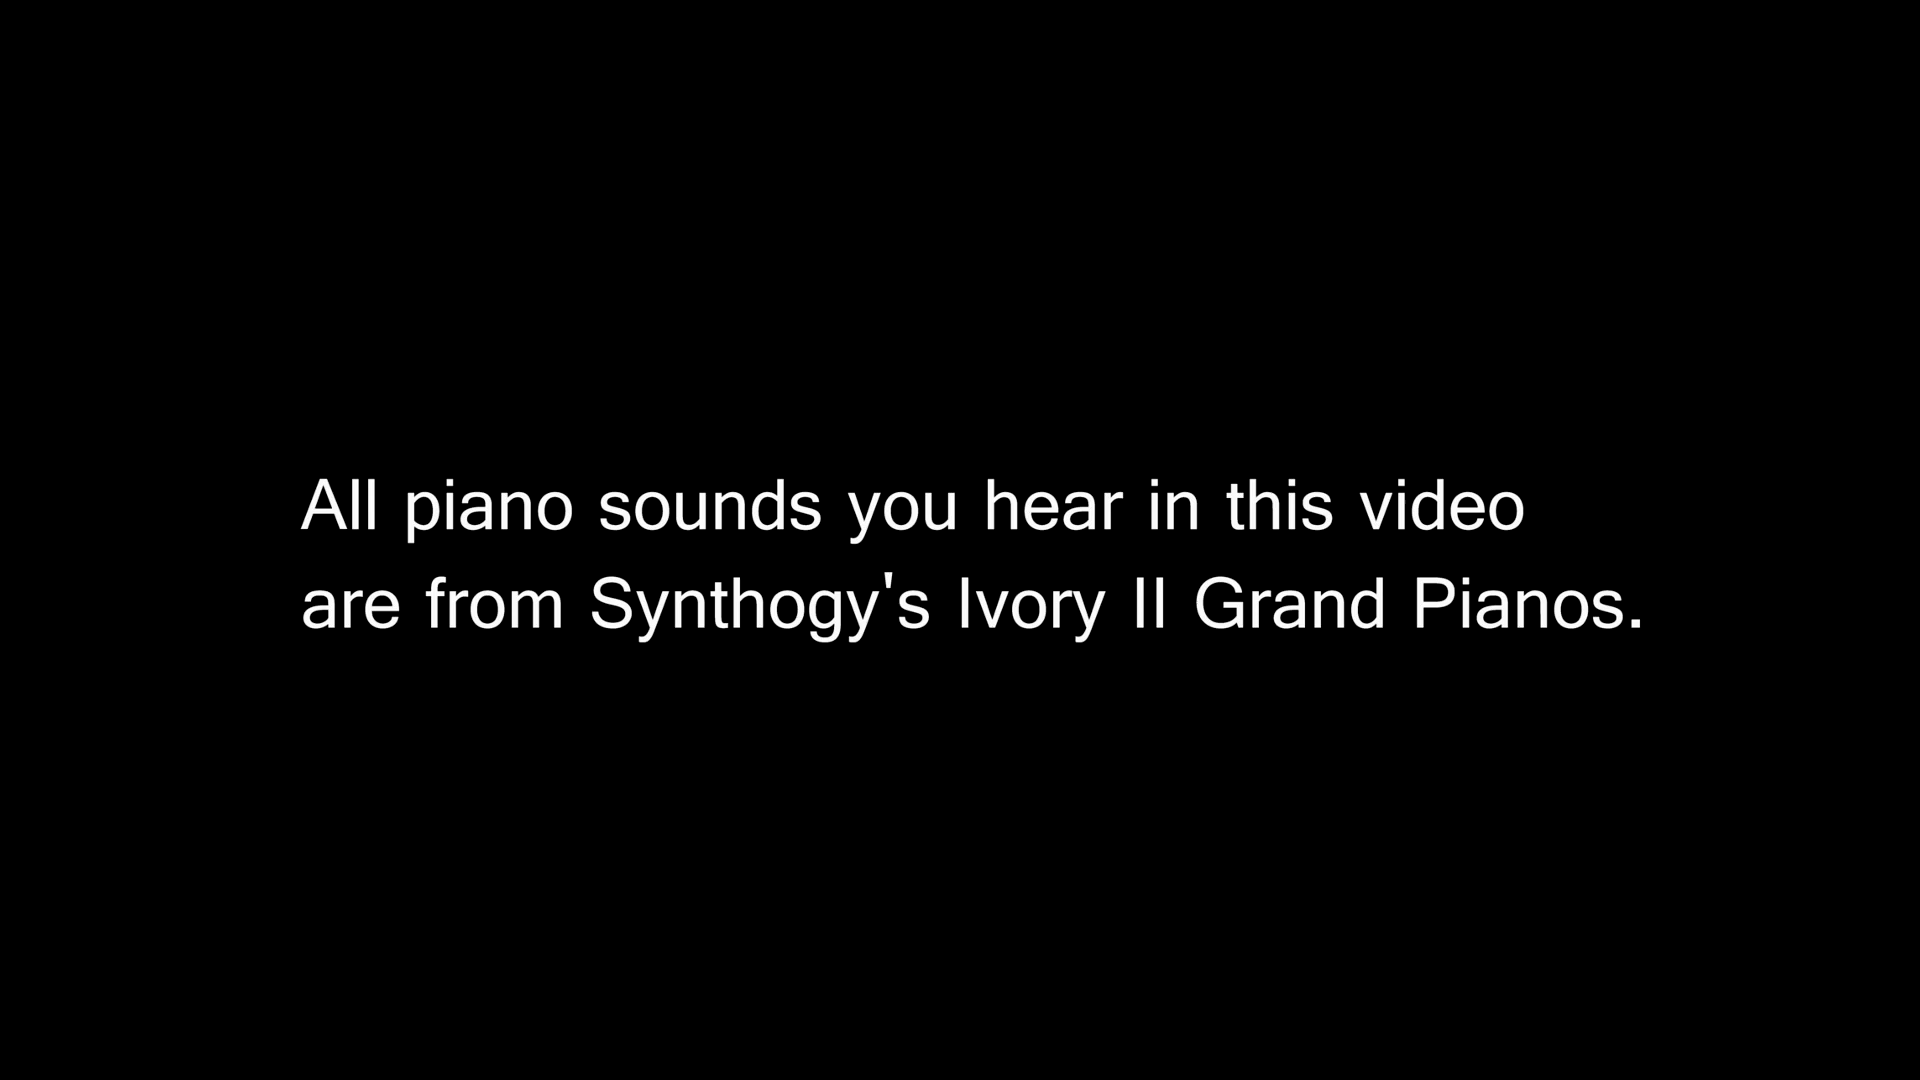 All piano sounds you hear in this video
are from Synthogy's Ivory II Grand Pianos.